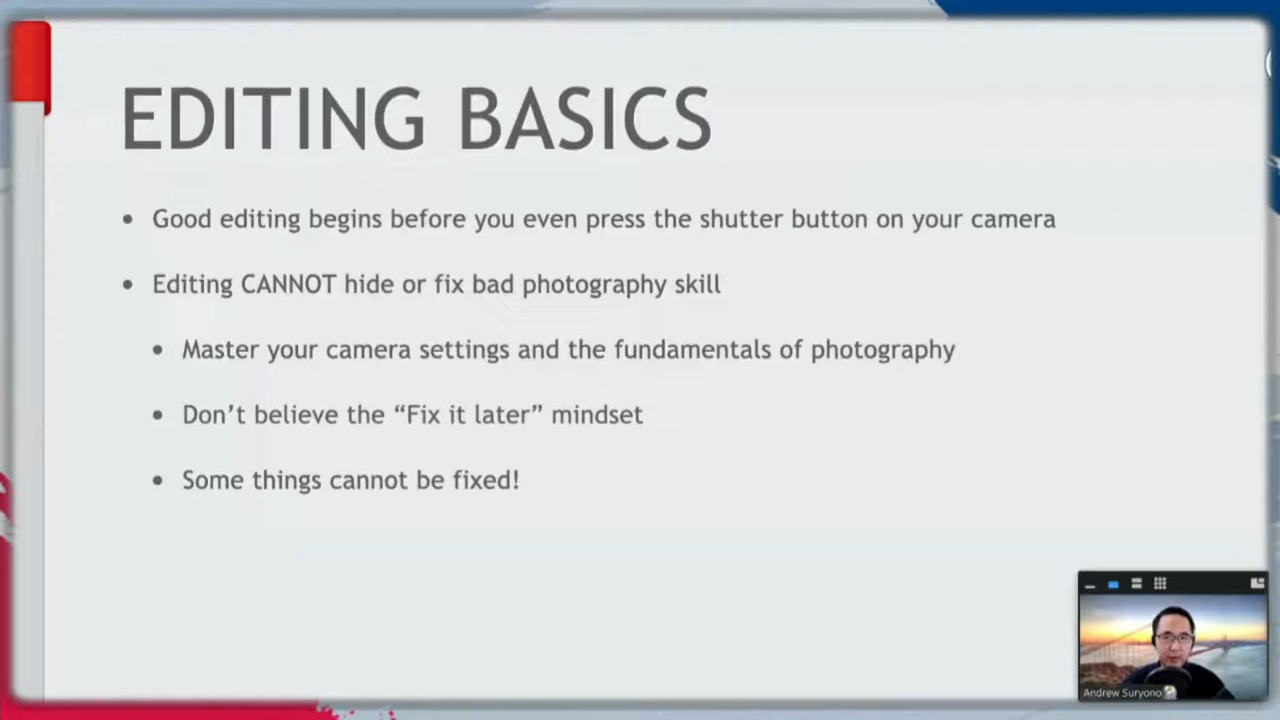 EDITING BASICS
• Good editing begins before you even press the shutter button on your camera
• Editing CANNOT hide or fix bad photography skill
• Master your camera settings and the fundamentals of photography
• Don’t believe the “Fix it later” mindset
• Some things cannot be fixed!
Andrew Suryono